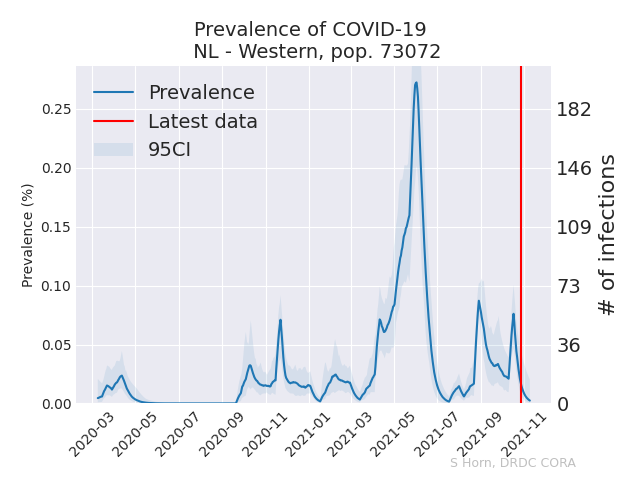 Prevalence of COVID-19
NL - Western, pop. 73072
Prevalence
Latest data
95CI
Prevalence (%)
0.25
0.20
0.15
0.10
0.05
0.00
182
146
109
73
36
0
# of infections
2020-03
2020-05
2020-07
2020-09
2020-11
2021-01
2021-03
2021-05
2021-07
2021-09
2021-11
S Horn, DRDC CORA